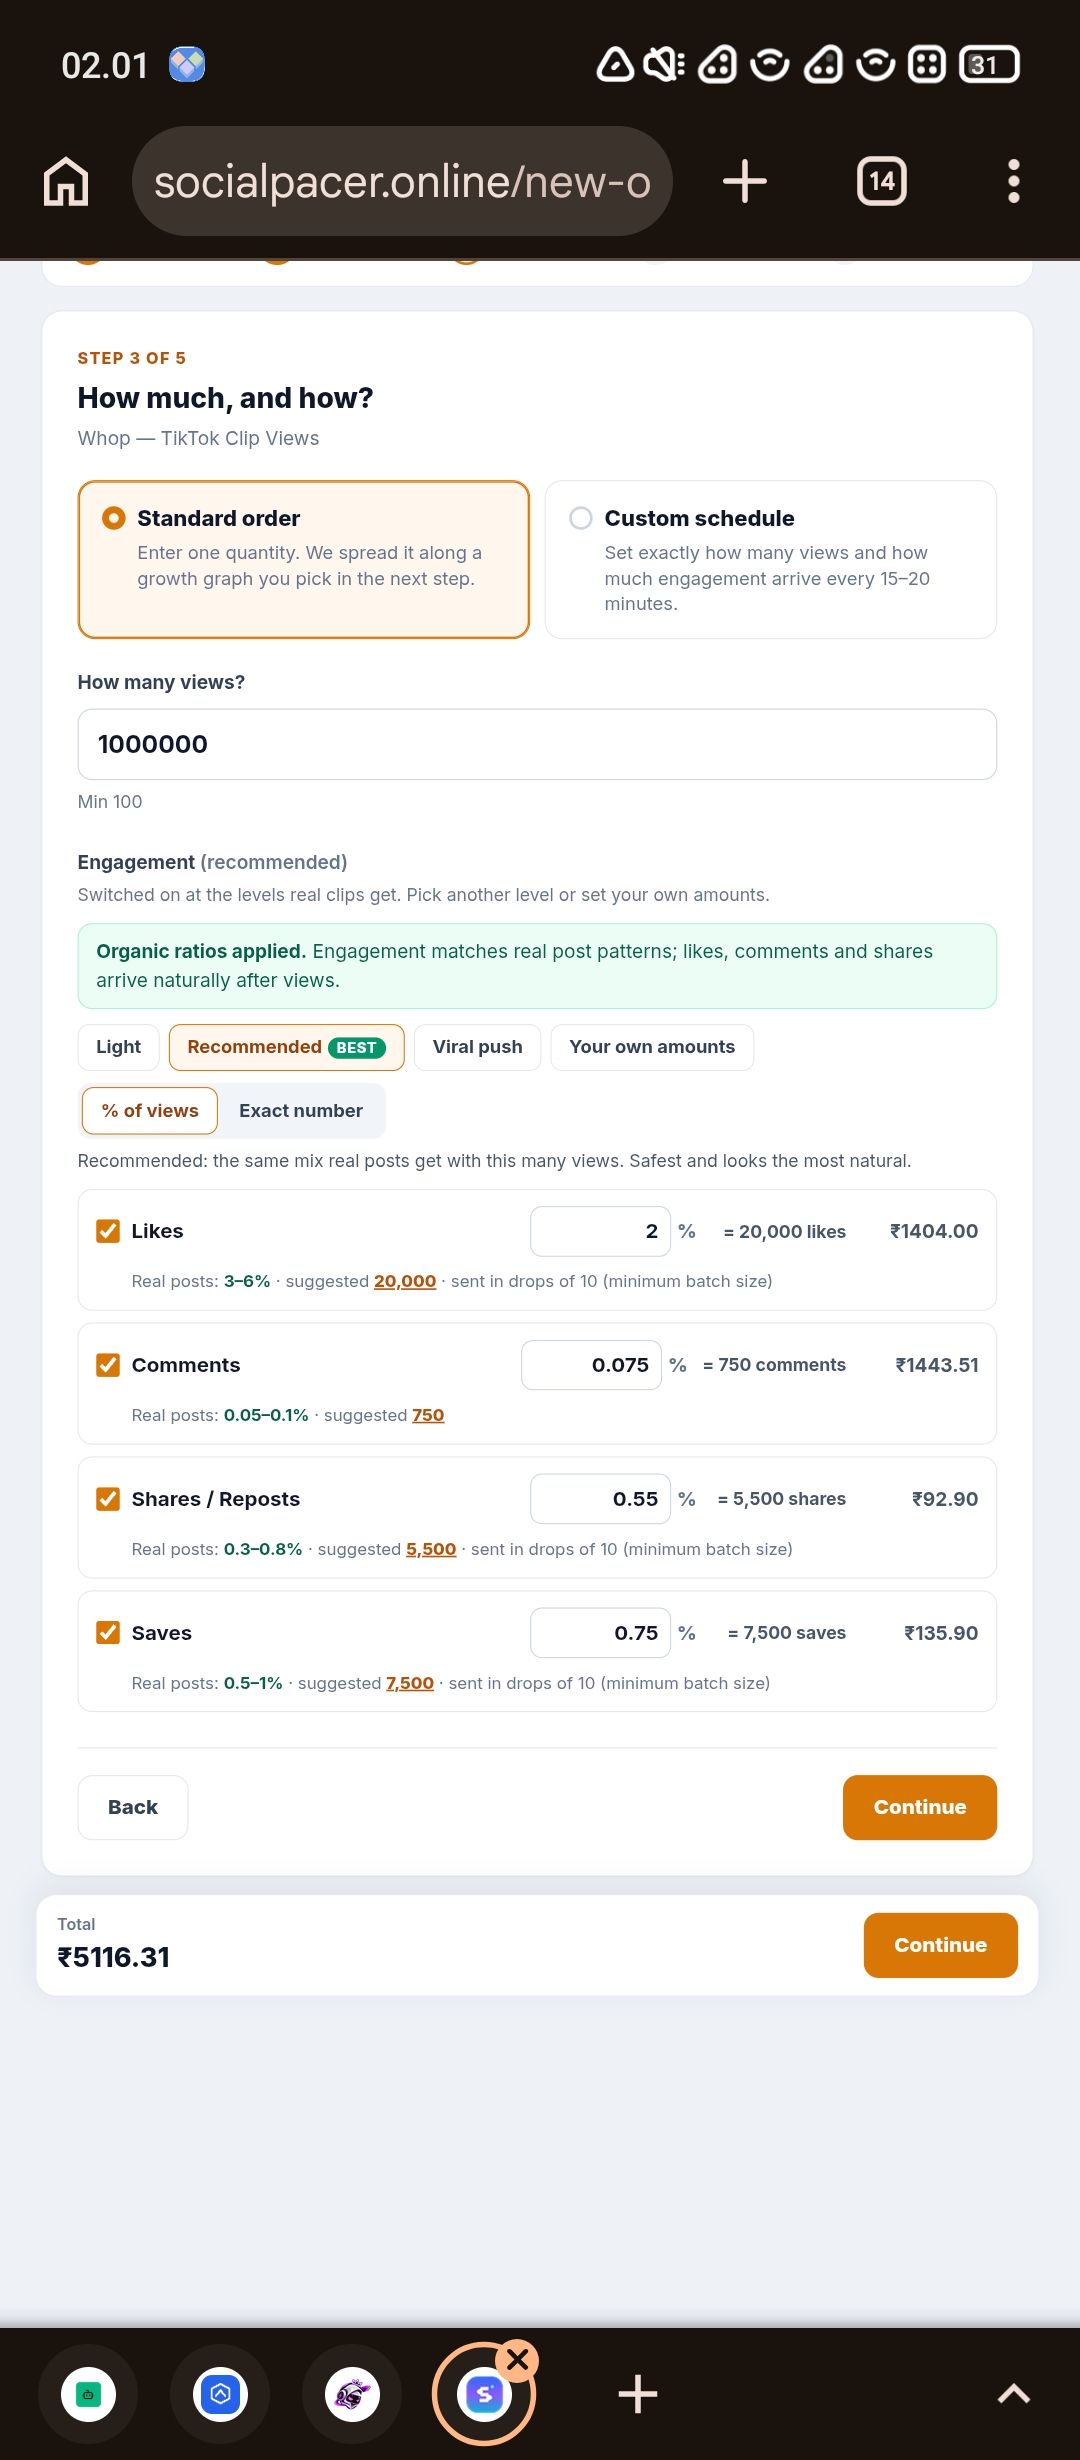 02.01
31
socialpacer.online/new-o
14
STEP 3 OF 5
How much, and how?
Whop — TikTok Clip Views
Standard order
Enter one quantity. We spread it along a
growth graph you pick in the next step.
Custom schedule
Set exactly how many views and how
much engagement arrive every 15–20
minutes.
How many views?
1000000
Min 100
Engagement (recommended)
Switched on at the levels real clips get. Pick another level or set your own amounts.
Organic ratios applied. Engagement matches real post patterns; likes, comments and shares
arrive naturally after views.
Light
Recommended BEST
Viral push
Your own amounts
% of views
Exact number
Recommended: the same mix real posts get with this many views. Safest and looks the most natural.
Likes 2 % = 20,000 likes ₹1404.00
Real posts: 3–6% · suggested 20,000 · sent in drops of 10 (minimum batch size)
Comments 0.075 % = 750 comments ₹1443.51
Real posts: 0.05–0.1% · suggested 750
Shares / Reposts 0.55 % = 5,500 shares ₹92.90
Real posts: 0.3–0.8% · suggested 5,500 · sent in drops of 10 (minimum batch size)
Saves 0.75 % = 7,500 saves ₹135.90
Real posts: 0.5–1% · suggested 7,500 · sent in drops of 10 (minimum batch size)
Back
Continue
Total
₹5116.31
Continue